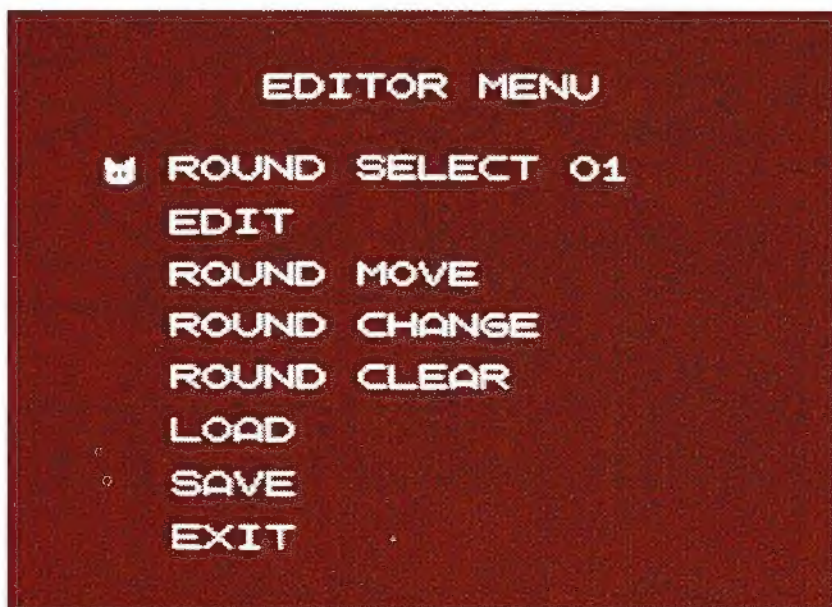 EDITOR MENU
ROUND SELECT 01
EDIT
ROUND MOVE
ROUND CHANGE
ROUND CLEAR
LOAD
SAVE
EXIT